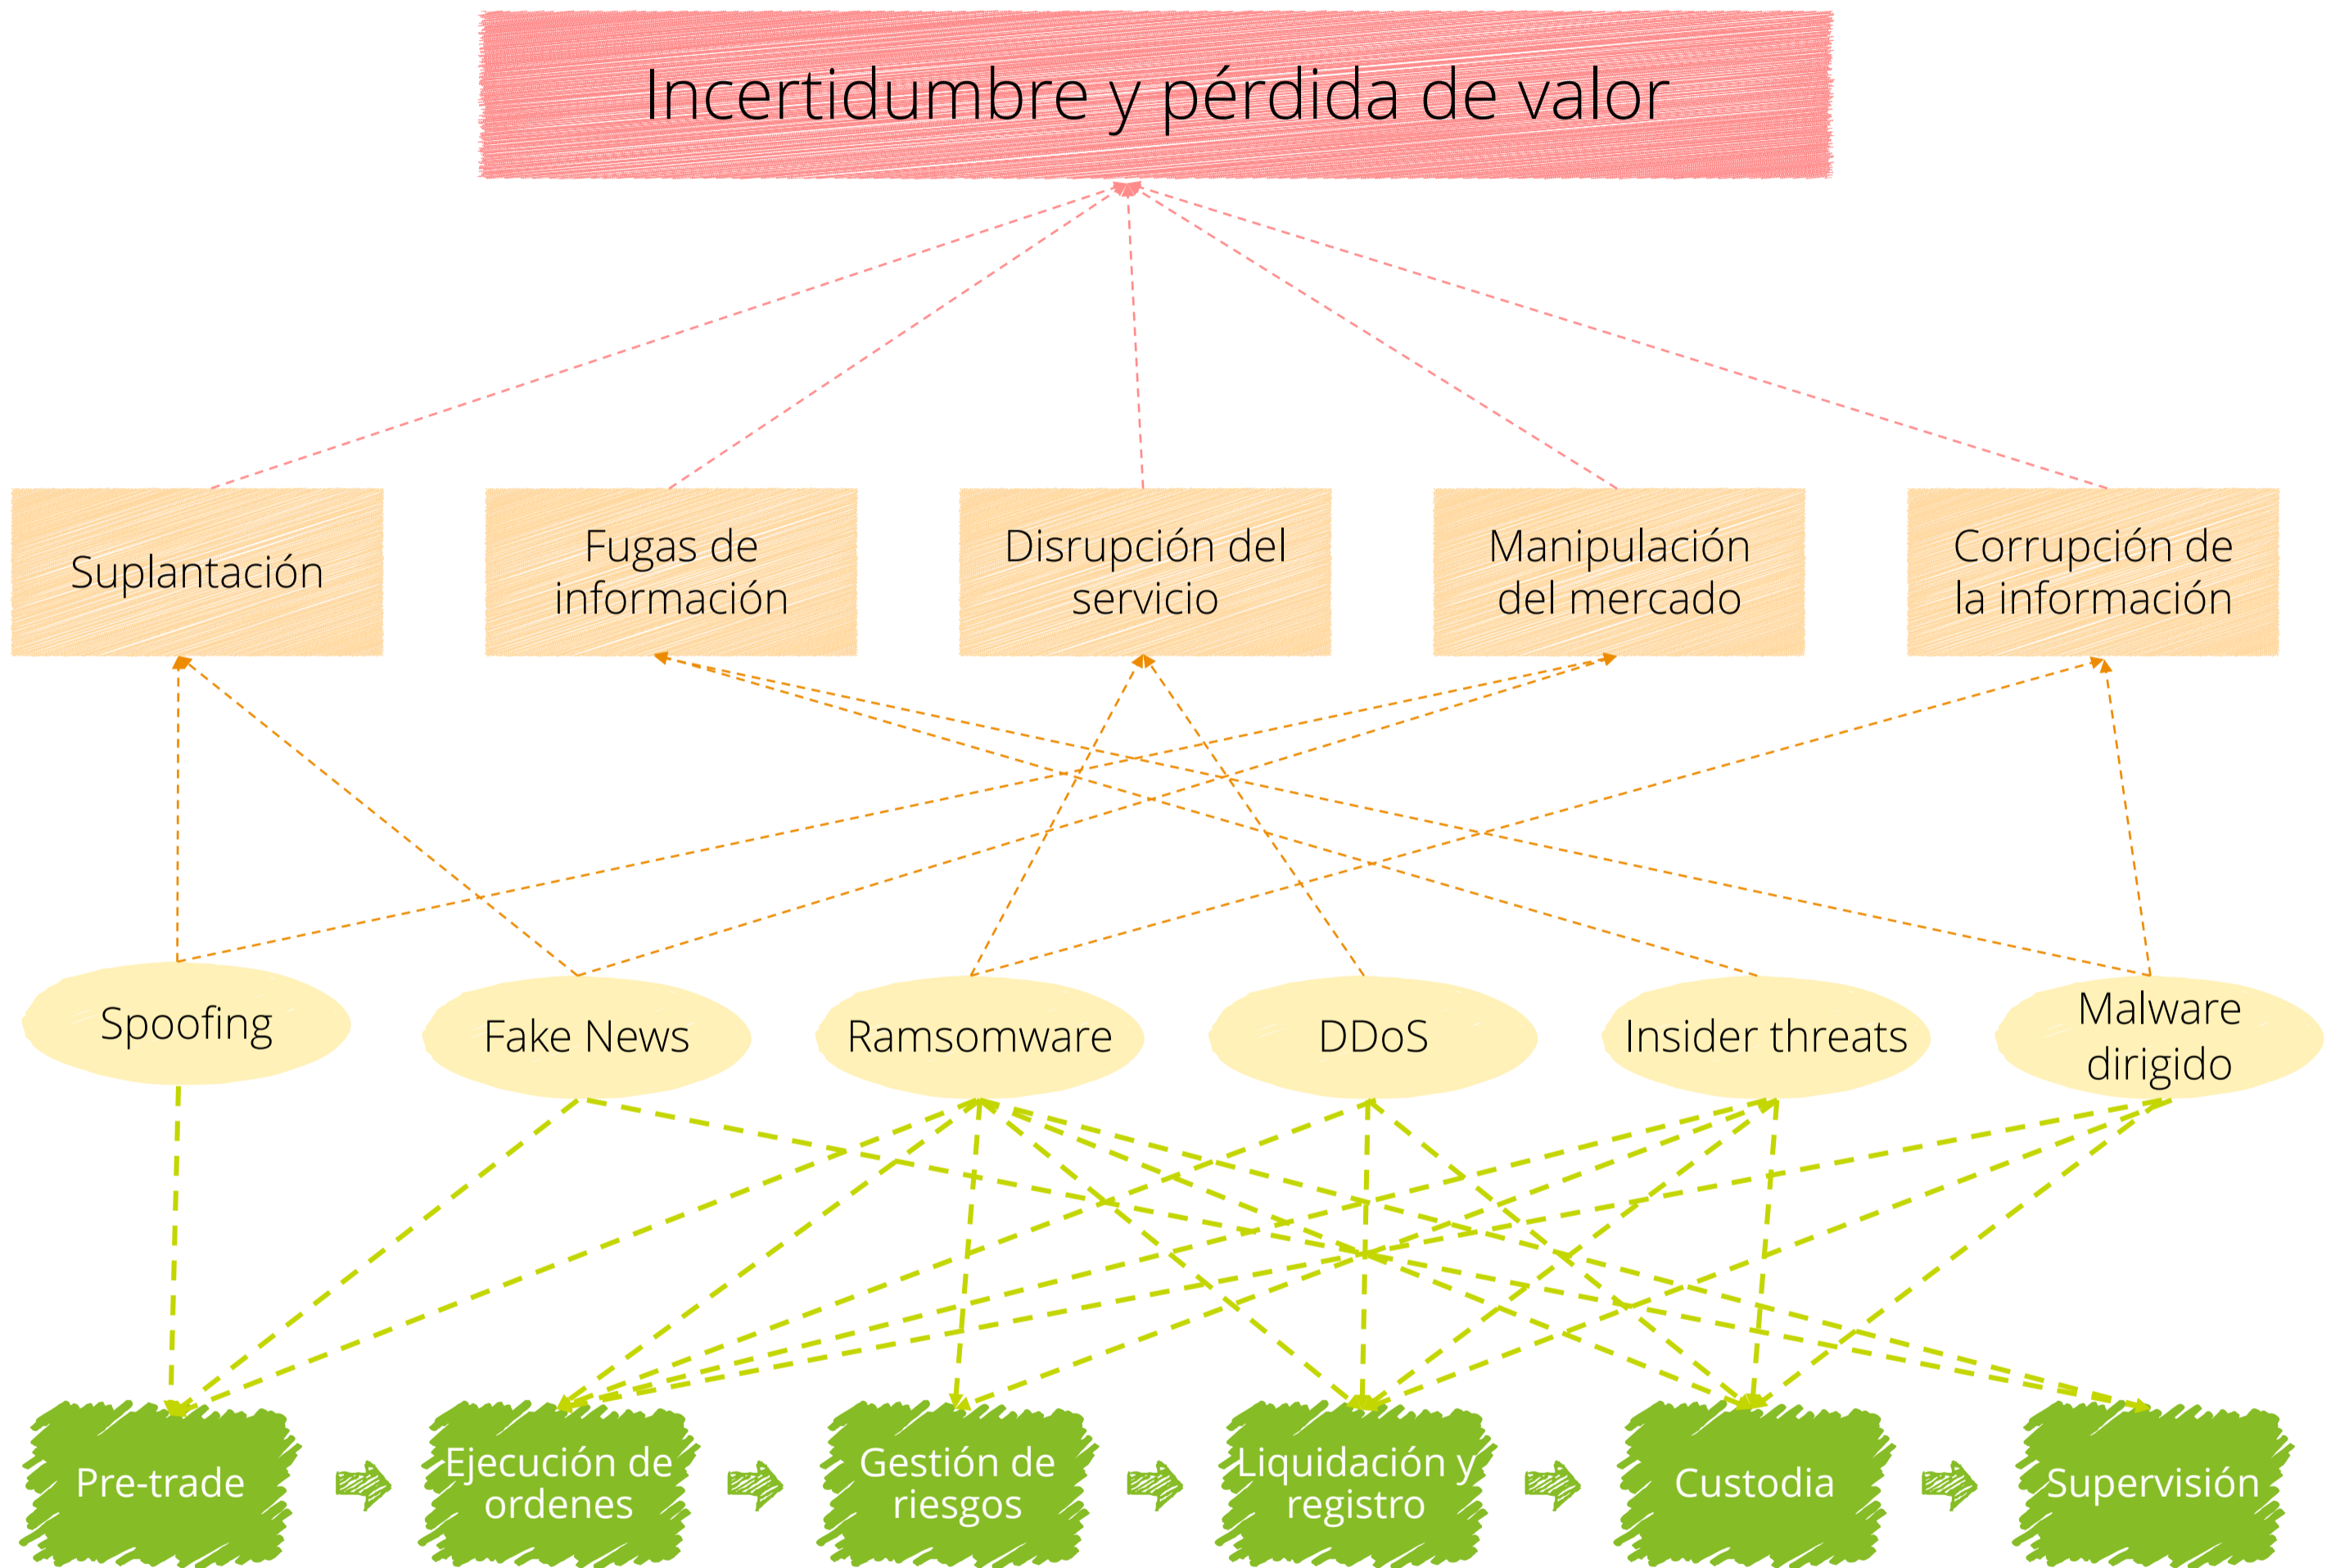 Incertidumbre y pérdida de valor
Suplantación
Fugas de
información
Disrupción del
servicio
Manipulación
del mercado
Corrupción de
la información
Spoofing
Fake News
Ramsomware
DDoS
Insider threats
Malware
dirigido
Pre-trade
Ejecución de
ordenes
Gestión de
riesgos
Liquidación y
registro
Custodia
Supervisión